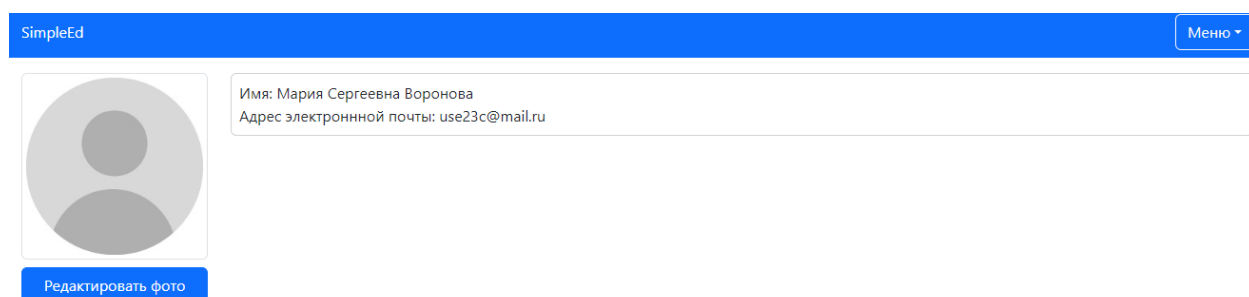 SimpleEd
Меню
Имя: Мария Сергеевна Воронова
Адрес электроннной почты: use23c@mail.ru
Редактировать фото